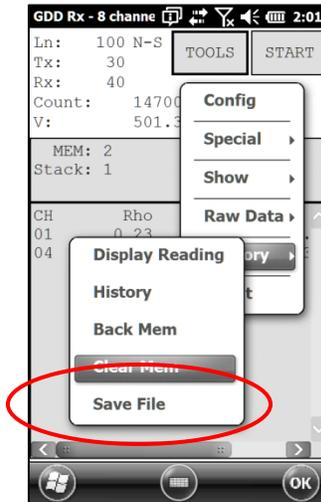 GDD Rx - 8 channe 2:01
Ln: 100 N-S
TOOLS START
Tx: 30
Rx: 40
Count: 14700
V: 501.3
Config
Special
Show
Raw Data
ory
t
MEM: 2
Stack: 1
CH Rho
01 0.23
04
Display Reading
History
Back Mem
Clear Mem
Save File
OK